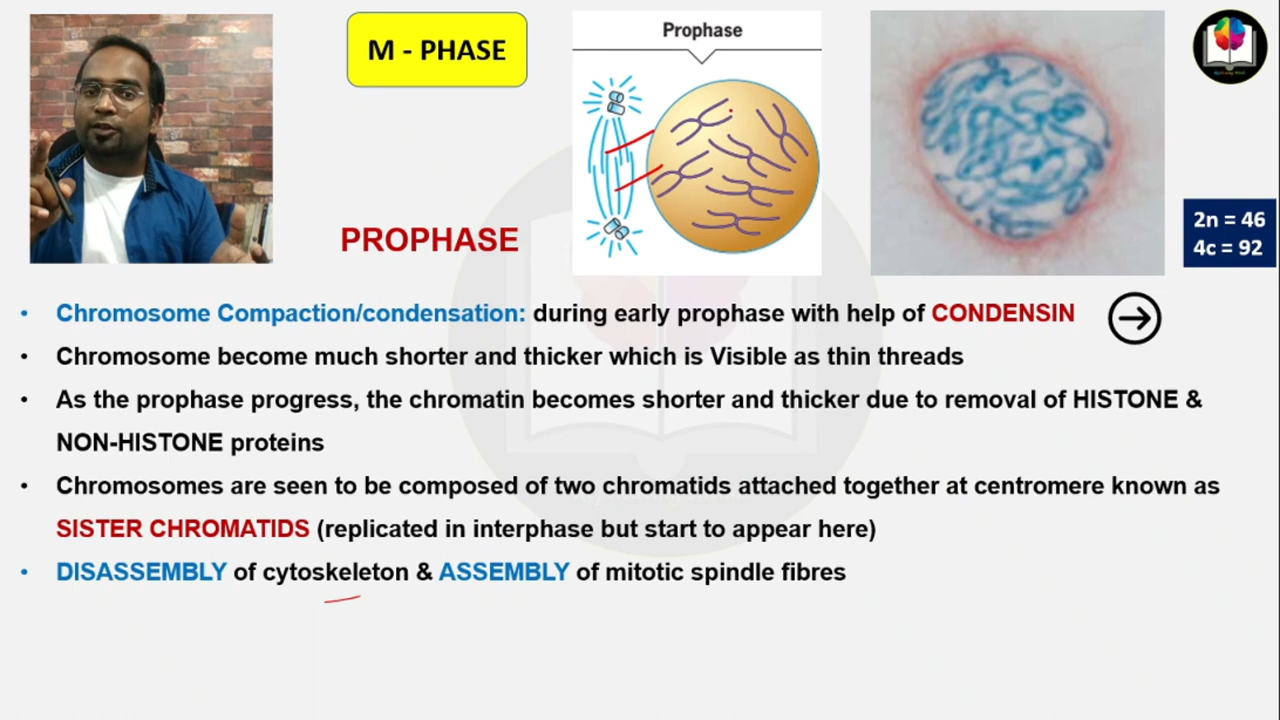 M - PHASE
Prophase
2n = 46
4c = 92
PROPHASE
• Chromosome Compaction/condensation: during early prophase with help of CONDENSIN
• Chromosome become much shorter and thicker which is Visible as thin threads
• As the prophase progress, the chromatin becomes shorter and thicker due to removal of HISTONE &
NON-HISTONE proteins
• Chromosomes are seen to be composed of two chromatids attached together at centromere known as
SISTER CHROMATIDS (replicated in interphase but start to appear here)
• DISASSEMBLY of cytoskeleton & ASSEMBLY of mitotic spindle fibres